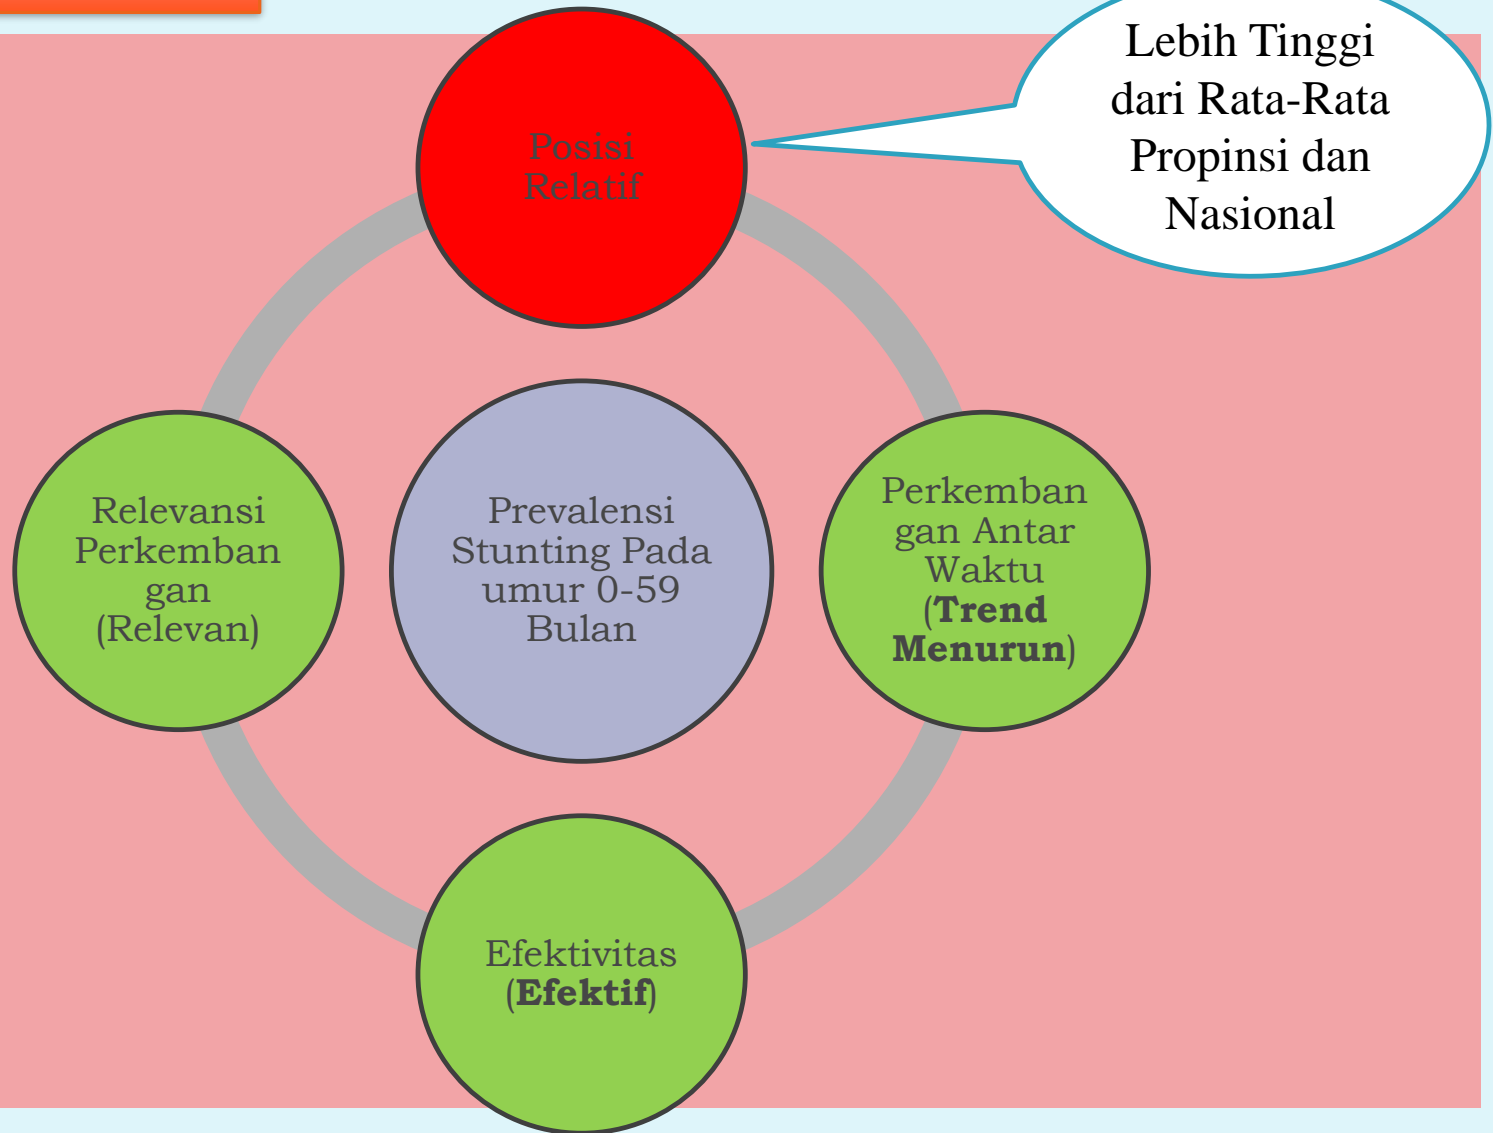 Lebih Tinggi
dari Rata-Rata
Propinsi dan
Nasional
Posisi
Relatif
Relevansi
Perkemban
gan
(Relevan)
Prevalensi
Stunting Pada
umur 0-59
Bulan
Perkemban
gan Antar
Waktu
(Trend
Menurun)
Efektivitas
(Efektif)